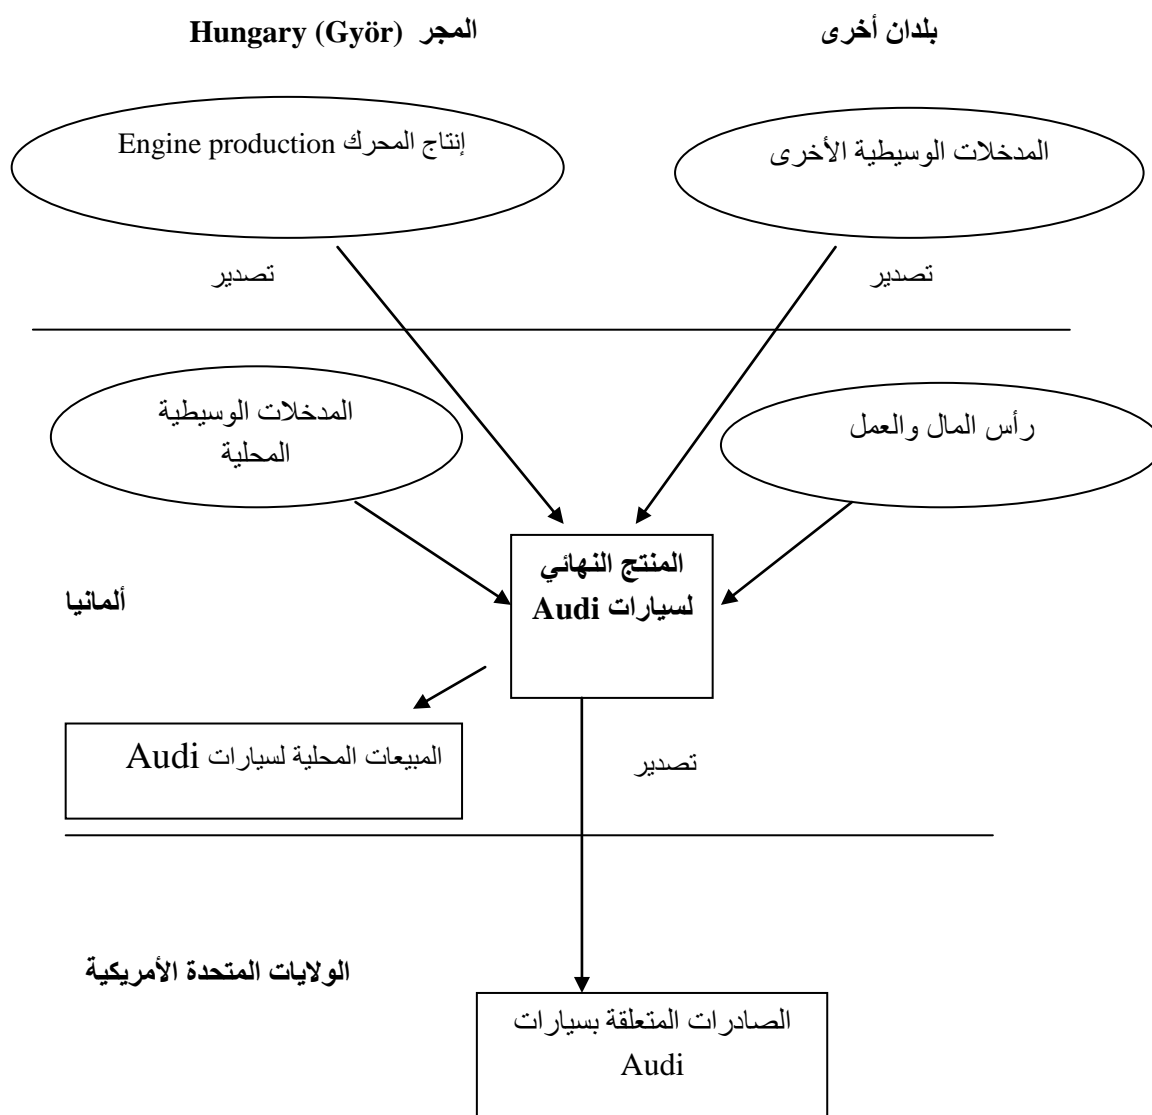 المجر Hungary (Györ)
بلدان أخرى
إنتاج المحرك Engine production
المدخلات الوسيطية الأخرى
تصدير
تصدير
المدخلات الوسيطية
المحلية
رأس المال والعمل
المنتج النهائي
لسيارات Audi
ألمانيا
المبيعات المحلية لسيارات Audi
تصدير
الولايات المتحدة الأمريكية
الصادرات المتعلقة بسيارات
Audi